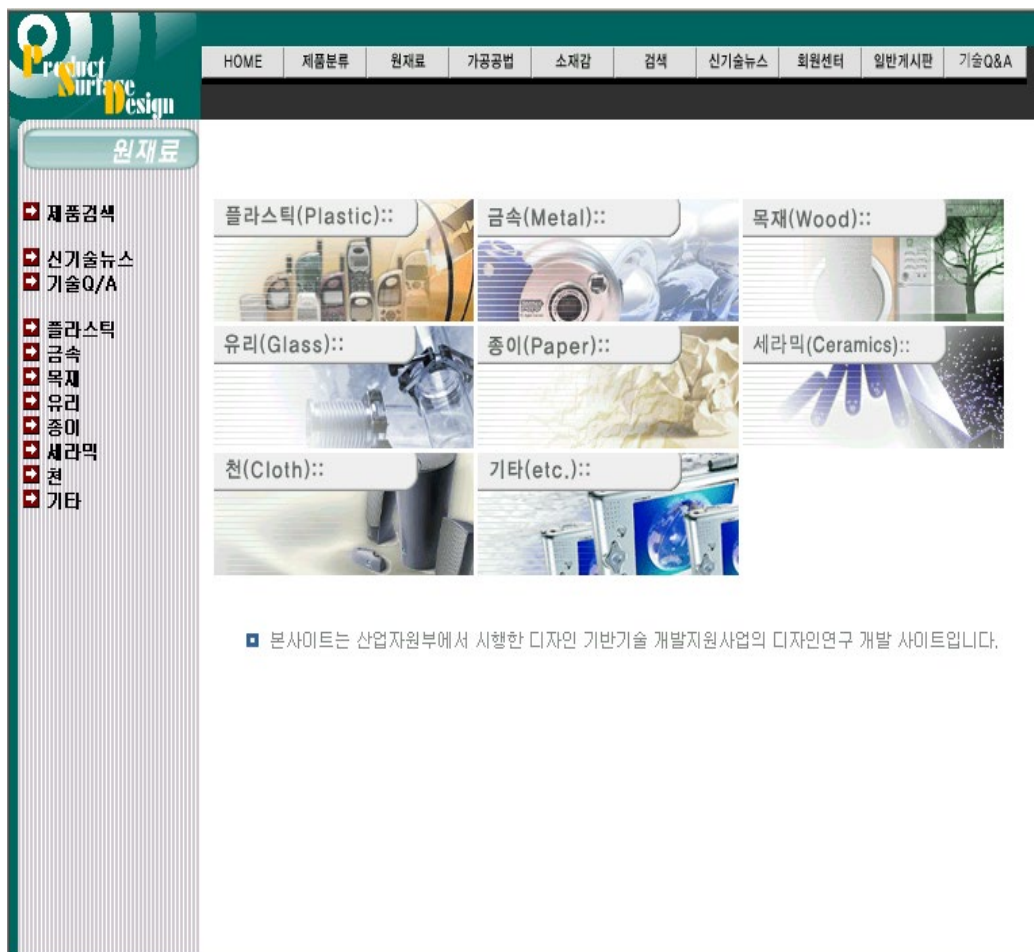 Product
Surface
Design
HOME 제품분류 원재료 가공공법 소재감 검색 신기술뉴스 회원센터 일반게시판 기술Q&A
원재료
제품검색
신기술뉴스
기술Q/A
플라스틱
금속
목재
유리
종이
세라믹
천
기타
플라스틱(Plastic):: 금속(Metal):: 목재(Wood)::
유리(Glass):: 종이(Paper):: 세라믹(Ceramics)::
천(Cloth):: 기타(etc.)::
본사이트는 산업자원부에서 시행한 디자인 기반기술 개발지원사업의 디자인연구 개발 사이트입니다.